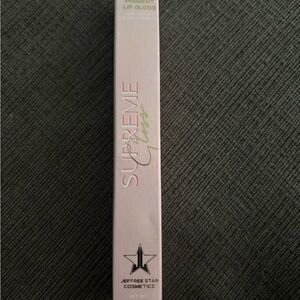 LIP GLOSS
SUPREME
Gloss
JEFFREE STAR
COSMETICS